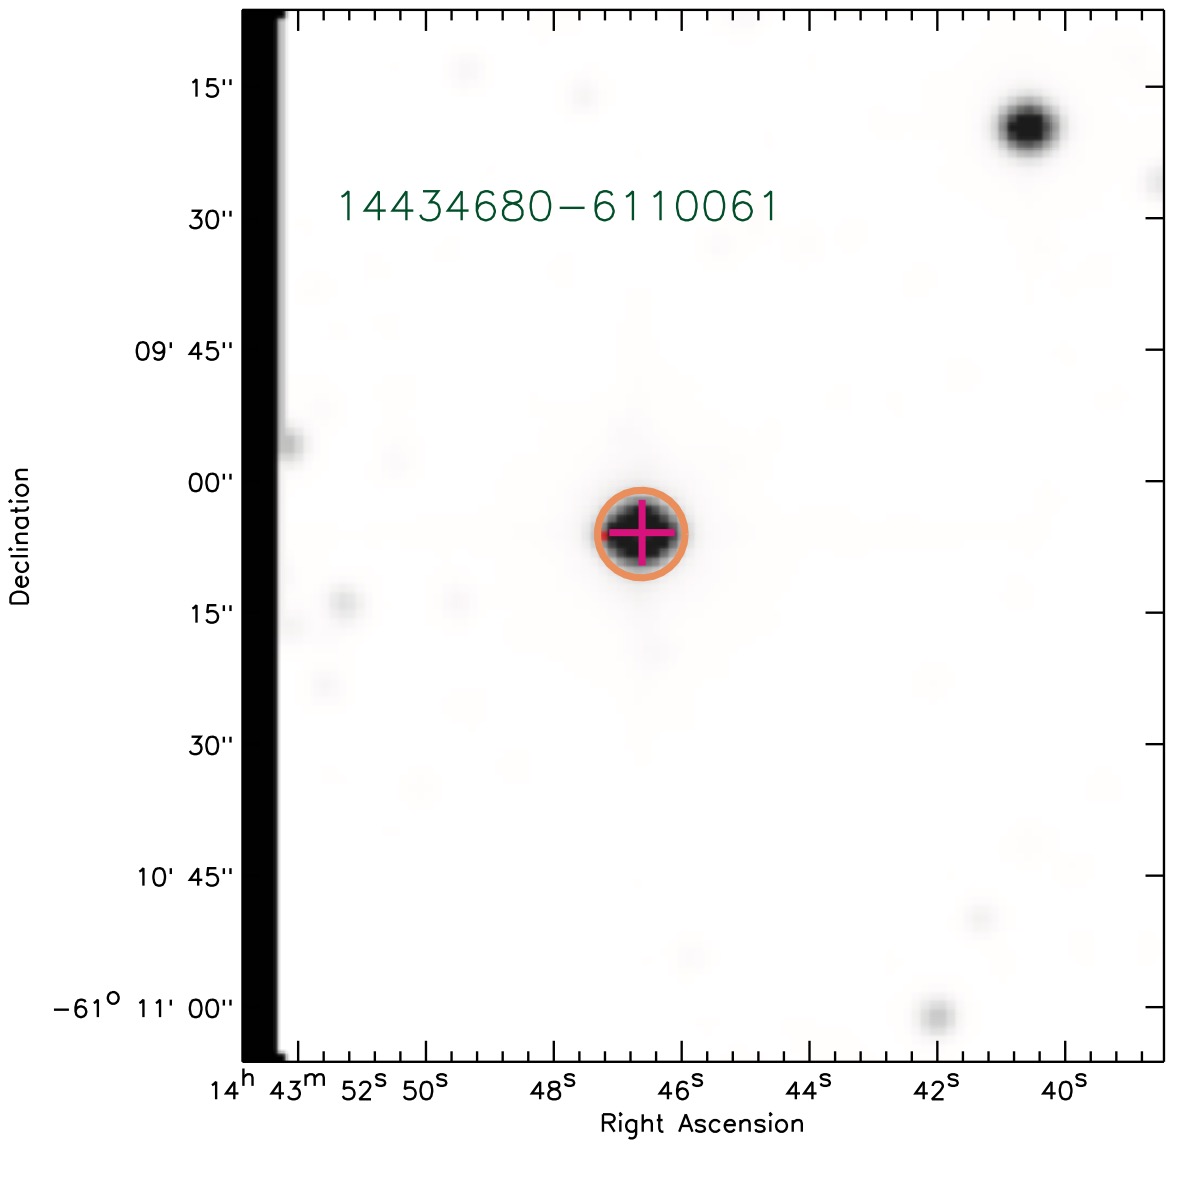 15"
14434680−6110061
30"
09' 45"
00"
15"
30"
10' 45"
−61° 11' 00"
14ʰ 43ᵐ 52ˢ 50ˢ 48ˢ 46ˢ 44ˢ 42ˢ 40ˢ
Right Ascension
Declination